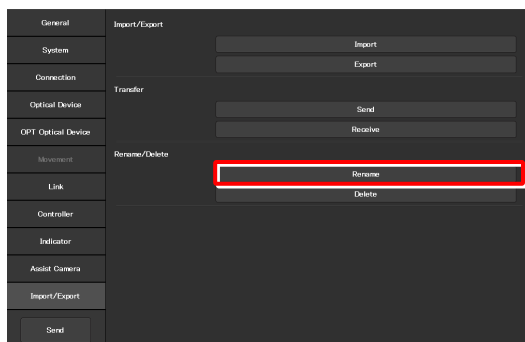 General
System
Connection
Optical Device
OPT Optical Device
Movement
Link
Controller
Indicator
Assist Camera
Import/Export
Send
Import/Export
Import
Export
Transfer
Send
Receive
Rename/Delete
Rename
Delete